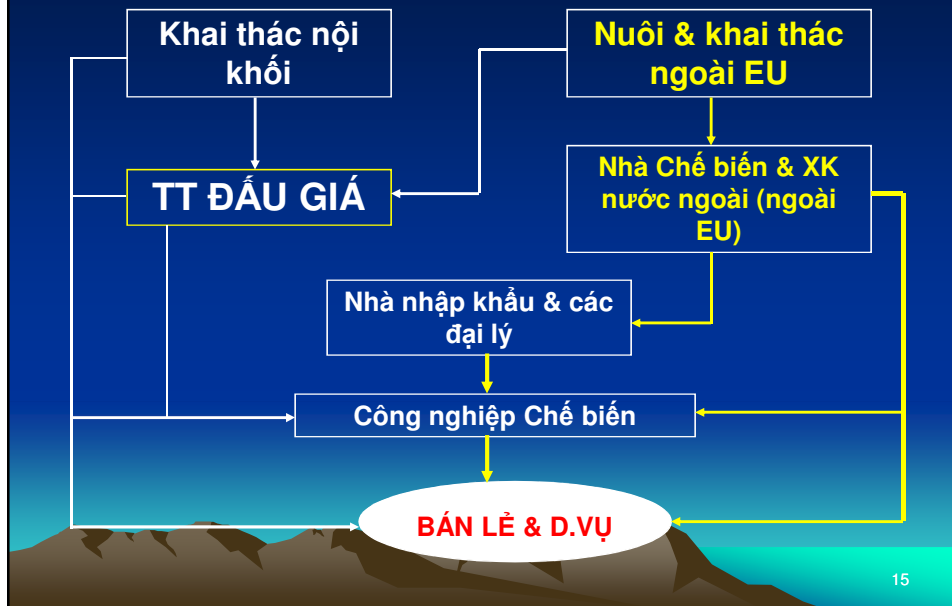 Khai thác nội
khối
Nuôi & khai thác
ngoài EU
TT ĐẤU GIÁ
Nhà Chế biến & XK
nước ngoài (ngoài
EU)
Nhà nhập khẩu & các
đại lý
Công nghiệp Chế biến
BÁN LẺ & D.VỤ
15